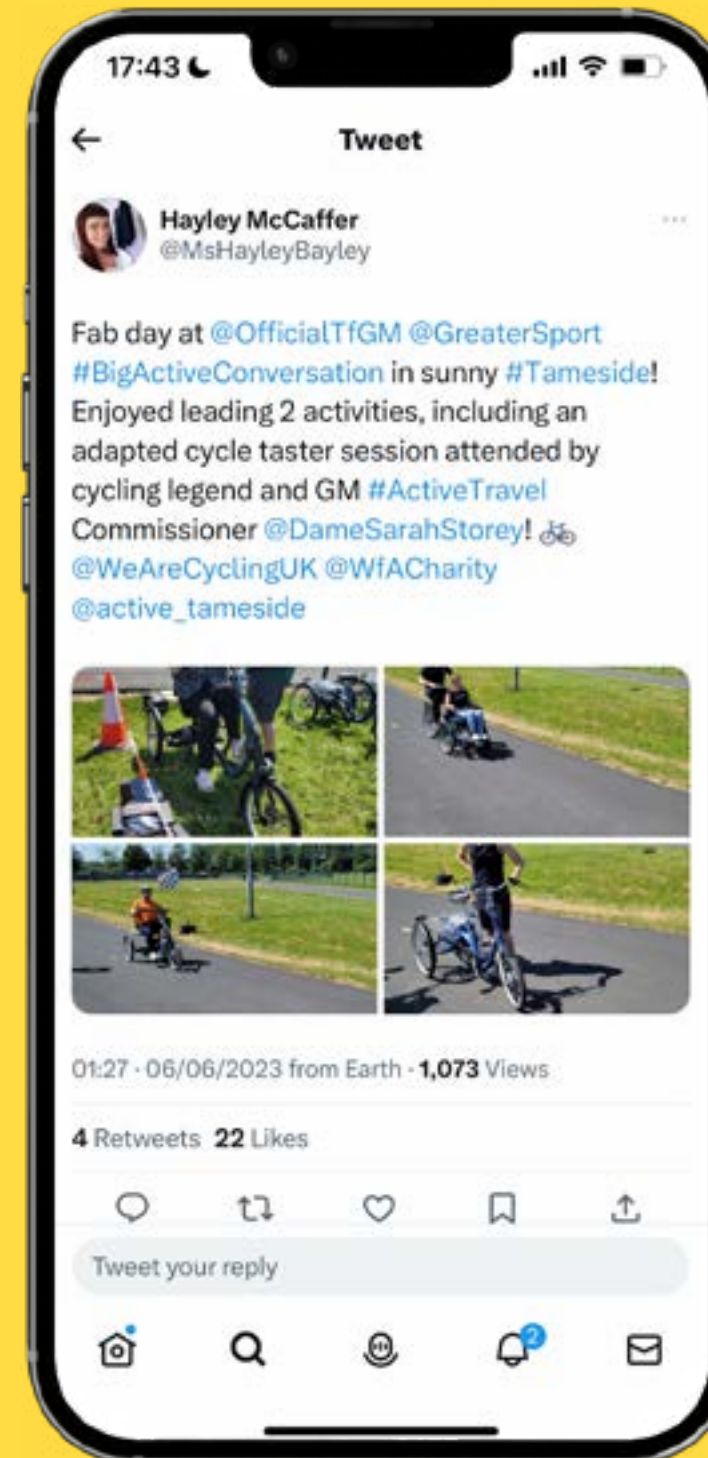 17:43
Tweet
Hayley McCaffer
@MsHayleyBayley
Fab day at @OfficialTfGM @GreaterSport
#BigActiveConversation in sunny #Tameside!
Enjoyed leading 2 activities, including an
adapted cycle taster session attended by
cycling legend and GM #ActiveTravel
Commissioner @DameSarahStorey! 🚲
@WeAreCyclingUK @WfACharity
@active_tameside
01:27 · 06/06/2023 from Earth · 1,073 Views
4 Retweets 22 Likes
Tweet your reply
2